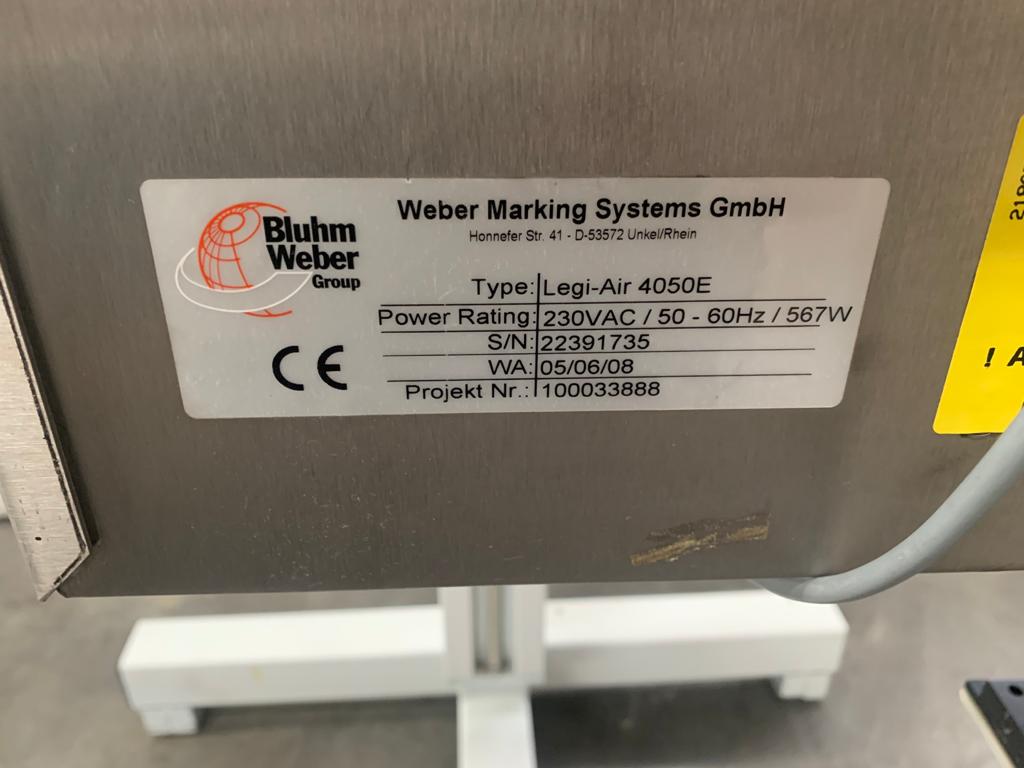 Bluhm
Weber
Group
CE
Weber Marking Systems GmbH
Honnefer Str. 41 - D-53572 Unkel/Rhein
Type: Legi-Air 4050E
Power Rating: 230VAC / 50 - 60Hz / 567W
S/N: 22391735
WA: 05/06/08
Projekt Nr.: 100033888
! A